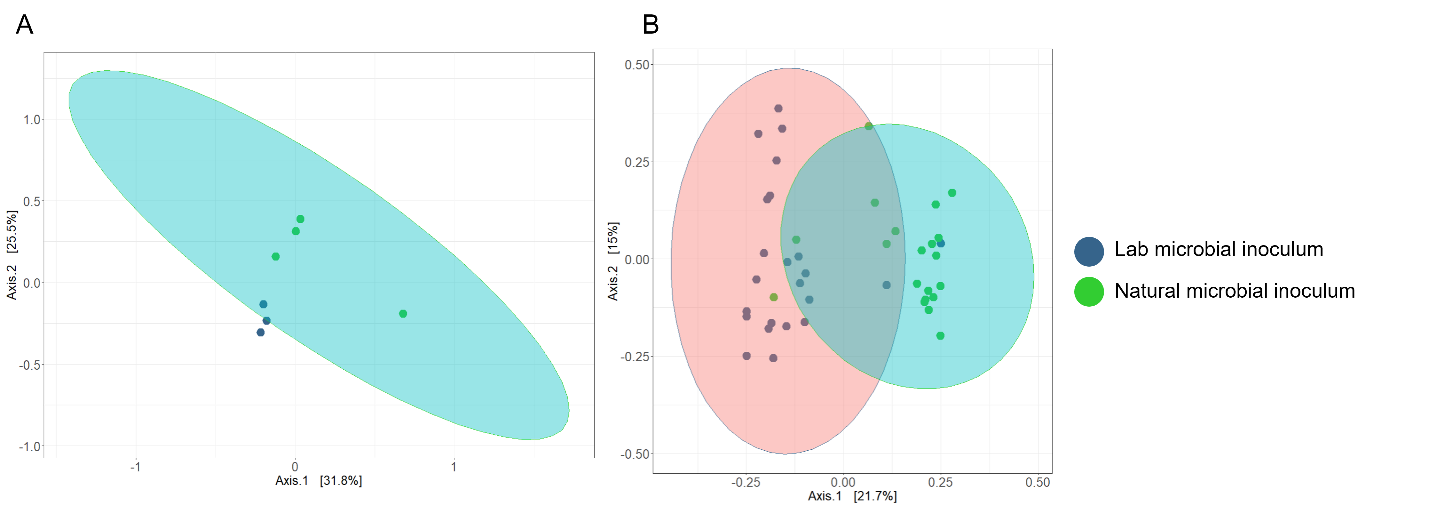 A
B
1.0
0.5
0.0
-0.5
-1.0
Axis.2 [25.5%]
-1
0
1
Axis.1 [31.8%]
0.50
0.25
0.00
-0.25
-0.50
Axis.2 [15%]
-0.25
0.00
0.25
0.50
Axis.1 [21.7%]
Lab microbial inoculum
Natural microbial inoculum